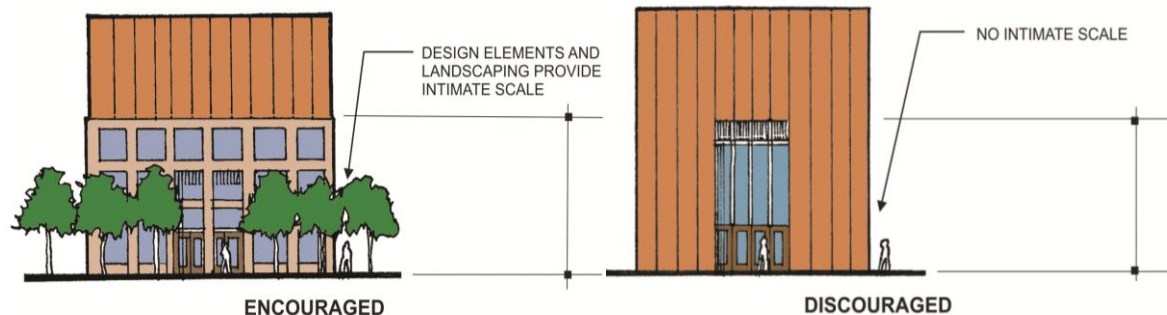 DESIGN ELEMENTS AND
LANDSCAPING PROVIDE
INTIMATE SCALE
ENCOURAGED
NO INTIMATE SCALE
DISCOURAGED